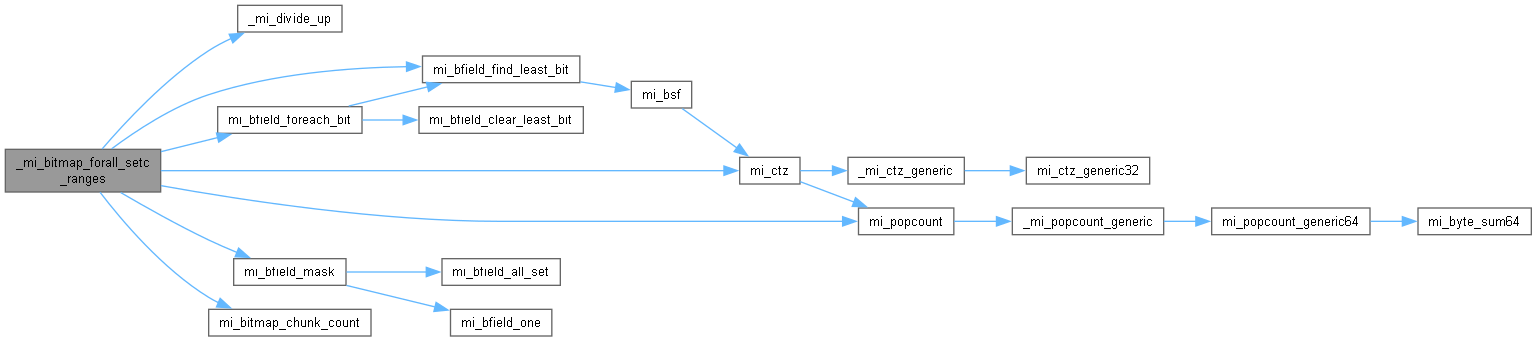 _mi_divide_up
mi_bfield_find_least_bit
mi_bsf
mi_bfield_foreach_bit
mi_bfield_clear_least_bit
_mi_bitmap_forall_setc
_ranges
mi_ctz
_mi_ctz_generic
mi_ctz_generic32
mi_popcount
_mi_popcount_generic
mi_popcount_generic64
mi_byte_sum64
mi_bfield_mask
mi_bfield_all_set
mi_bitmap_chunk_count
mi_bfield_one